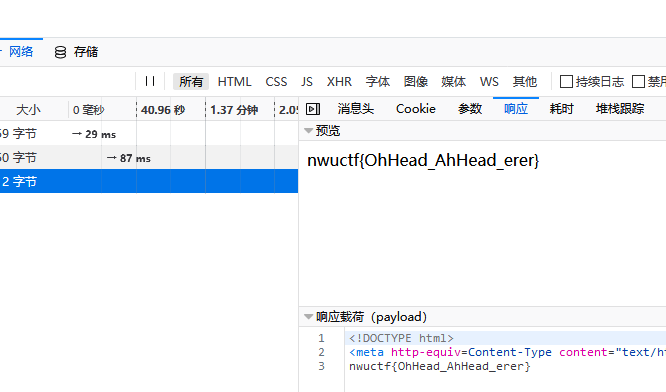 网络 存储
所有 HTML CSS JS XHR 字体 图像 媒体 WS 其他 持续日志 禁用
大小 0 毫秒 40.96 秒 1.37 分钟 2.05 消息头 Cookie 参数 响应 耗时 堆栈跟踪
59 字节 → 29 ms
50 字节 → 87 ms
2 字节
预览
nwuctf{OhHead_AhHead_erer}
响应载荷（payload）
1 <!DOCTYPE html>
2 <meta http-equiv=Content-Type content="text/ht
3 nwuctf{OhHead_AhHead_erer}